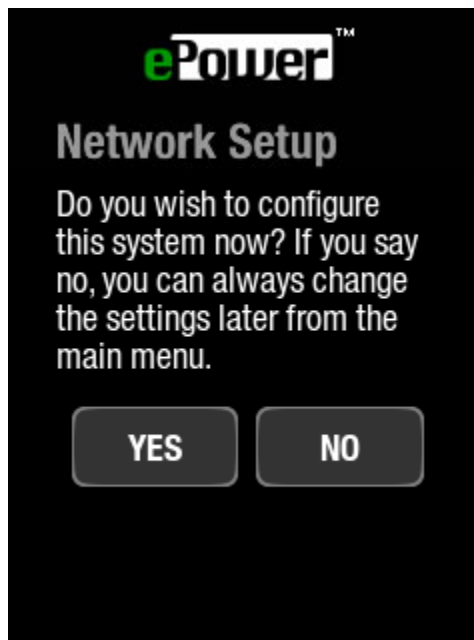 ePower™
Network Setup
Do you wish to configure
this system now? If you say
no, you can always change
the settings later from the
main menu.
YES NO